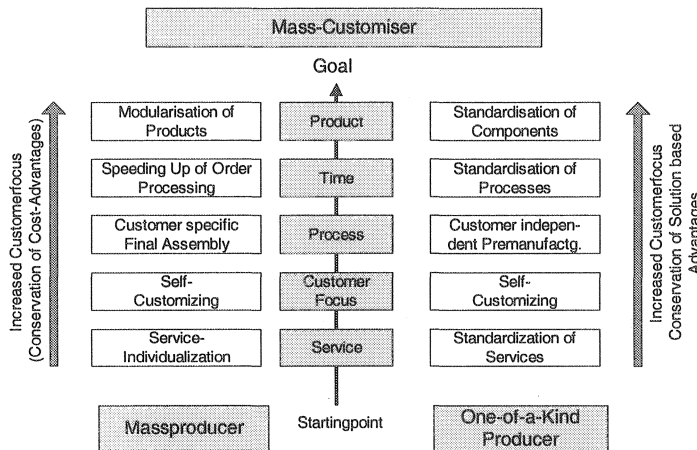 Mass-Customiser
Goal
Increased Customerfocus
(Conservation of Cost-Advantages)
Modularisation of
Products
Product
Standardisation of
Components
Speeding Up of Order
Processing
Time
Standardisation of
Processes
Customer specific
Final Assembly
Process
Customer indepen-
dent Premanufactg.
Self-
Customizing
Customer
Focus
Self-
Customizing
Service-
Individualization
Service
Standardization of
Services
Increased Customerfocus
Conservation of Solution based
Advantages
Massproducer
Startingpoint
One-of-a-Kind
Producer